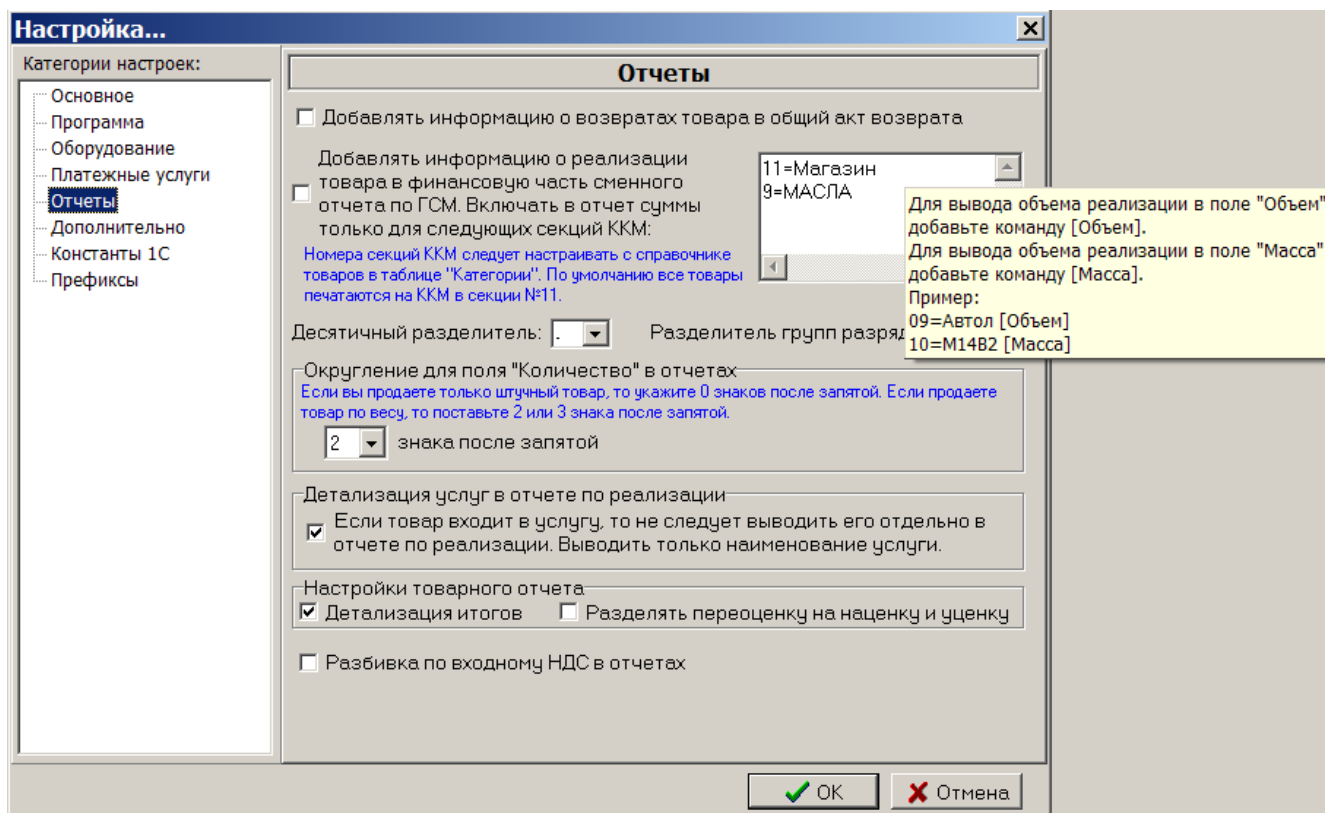 Настройка...
Категории настроек:
Основное
Программа
Оборудование
Платежные услуги
Отчеты
Дополнительно
Константы 1С
Префиксы
Отчеты
Добавлять информацию о возвратах товара в общий акт возврата
Добавлять информацию о реализации
товара в финансовую часть сменного
отчета по ГСМ. Включать в отчет суммы
только для следующих секций ККМ:
11=Магазин
9=МАСЛА
Номера секций ККМ следует настраивать с справочнике
товаров в таблице "Категории". По умолчанию все товары
печатаются на ККМ в секции №11.
Для вывода объема реализации в поле "Объем"
добавьте команду [Объем].
Для вывода объема реализации в поле "Масса"
добавьте команду [Масса].
Пример:
09=Автол [Объем]
10=М14В2 [Масса]
Десятичный разделитель: .
Разделитель групп разряд
Округление для поля "Количество" в отчетах
Если вы продаете только штучный товар, то укажите 0 знаков после запятой. Если продаете
товар по весу, то поставьте 2 или 3 знака после запятой.
2 знака после запятой
Детализация услуг в отчете по реализации
Если товар входит в услугу, то не следует выводить его отдельно в
отчете по реализации. Выводить только наименование услуги.
Настройки товарного отчета
Детализация итогов
Разделять переоценку на наценку и уценку
Разбивка по входному НДС в отчетах
OK
Отмена